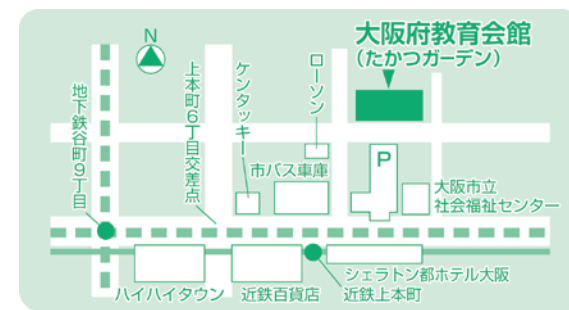 大阪府教育会館
(たかつガーデン)
N
ローソン
ケンタッキー
上本町6丁目交差点
地下鉄谷町9丁目
市バス車庫
P
大阪市立
社会福祉センター
シェラトン都ホテル大阪
ハイハイタウン
近鉄百貨店
近鉄上本町